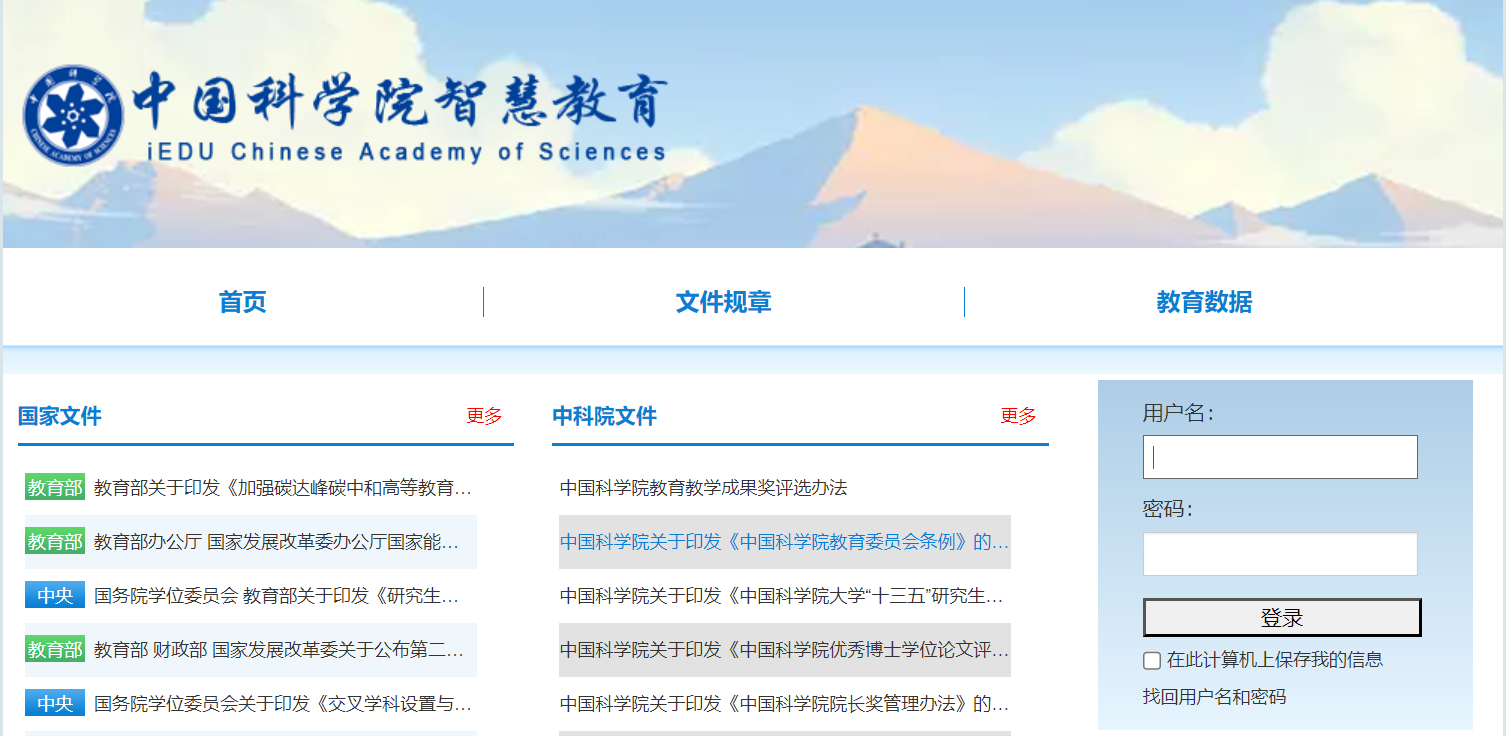 中国科学院智慧教育
iEDU Chinese Academy of Sciences
首页
文件规章
教育数据
国家文件 更多
教育部 教育部关于印发《加强碳达峰碳中和高等教育…
教育部 教育部办公厅 国家发展改革委办公厅国家能…
中央 国务院学位委员会 教育部关于印发《研究生…
教育部 教育部 财政部 国家发展改革委关于公布第二…
中央 国务院学位委员会关于印发《交叉学科设置与…
中科院文件 更多
中国科学院教育教学成果奖评选办法
中国科学院关于印发《中国科学院教育委员会条例》的…
中国科学院关于印发《中国科学院大学“十三五”研究生…
中国科学院关于印发《中国科学院优秀博士学位论文评…
中国科学院关于印发《中国科学院院长奖管理办法》的…
用户名：
密码：
登录
在此计算机上保存我的信息
找回用户名和密码